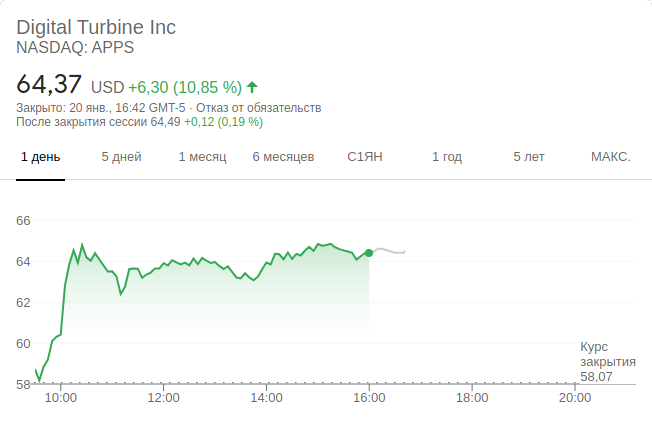 Digital Turbine Inc
NASDAQ: APPS
64,37 USD +6,30 (10,85 %)
Закрыто: 20 янв., 16:42 GMT-5 · Отказ от обязательств
После закрытия сессии 64,49 +0,12 (0,19 %)
1 день 5 дней 1 месяц 6 месяцев С1ЯН 1 год 5 лет МАКС.
66
64
62
60
58
Курс
закрытия
58,07
10:00 12:00 14:00 16:00 18:00 20:00